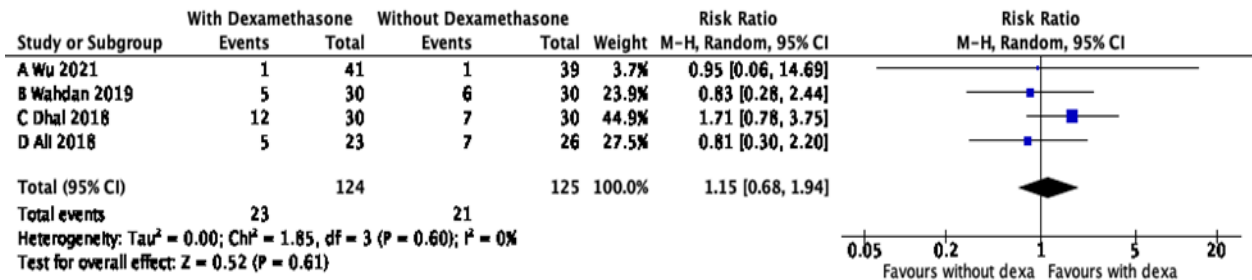 With Dexamethasone Without Dexamethasone Risk Ratio Risk Ratio
Study or Subgroup Events Total Events Total Weight M-H, Random, 95% CI M-H, Random, 95% CI
A Wu 2021 1 41 1 39 3.7% 0.95 [0.06, 14.69]
B Wahdan 2019 5 30 6 30 23.9% 0.83 [0.28, 2.44]
C Dhal 2018 12 30 7 30 44.9% 1.71 [0.78, 3.75]
D Ali 2018 5 23 7 26 27.5% 0.81 [0.30, 2.20]
Total (95% CI) 124 125 100.0% 1.15 [0.68, 1.94]
Total events 23 21
Heterogeneity: Tau² = 0.00; Chi² = 1.85, df = 3 (P = 0.60); I² = 0%
Test for overall effect: Z = 0.52 (P = 0.61)
0.05 0.2 1 5 20
Favours without dexa Favours with dexa